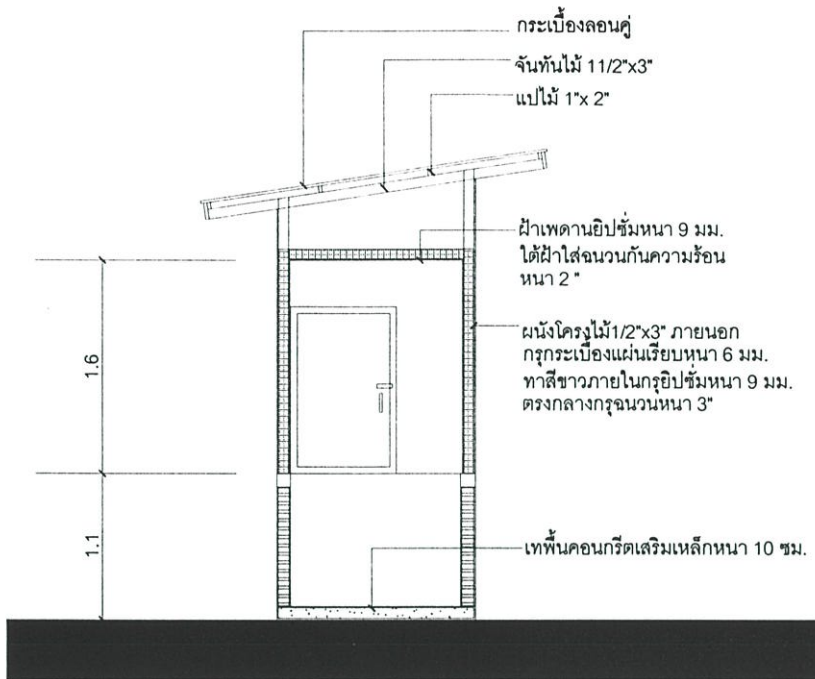 กระเบื้องลอนคู่
จันทันไม้ 11/2"x3"
แปไม้ 1"x 2"
ฝ้าเพดานยิปซั่มหนา 9 มม.
ใต้ฝ้าใส่ฉนวนกันความร้อน
หนา 2 "
ผนังโครงไม้1/2"x3" ภายนอก
กรุกระเบื้องแผ่นเรียบหนา 6 มม.
ทาสีขาวภายในกรุยิปซั่มหนา 9 มม.
ตรงกลางกรุฉนวนหนา 3"
1.6
1.1
เทพื้นคอนกรีตเสริมเหล็กหนา 10 ซม.